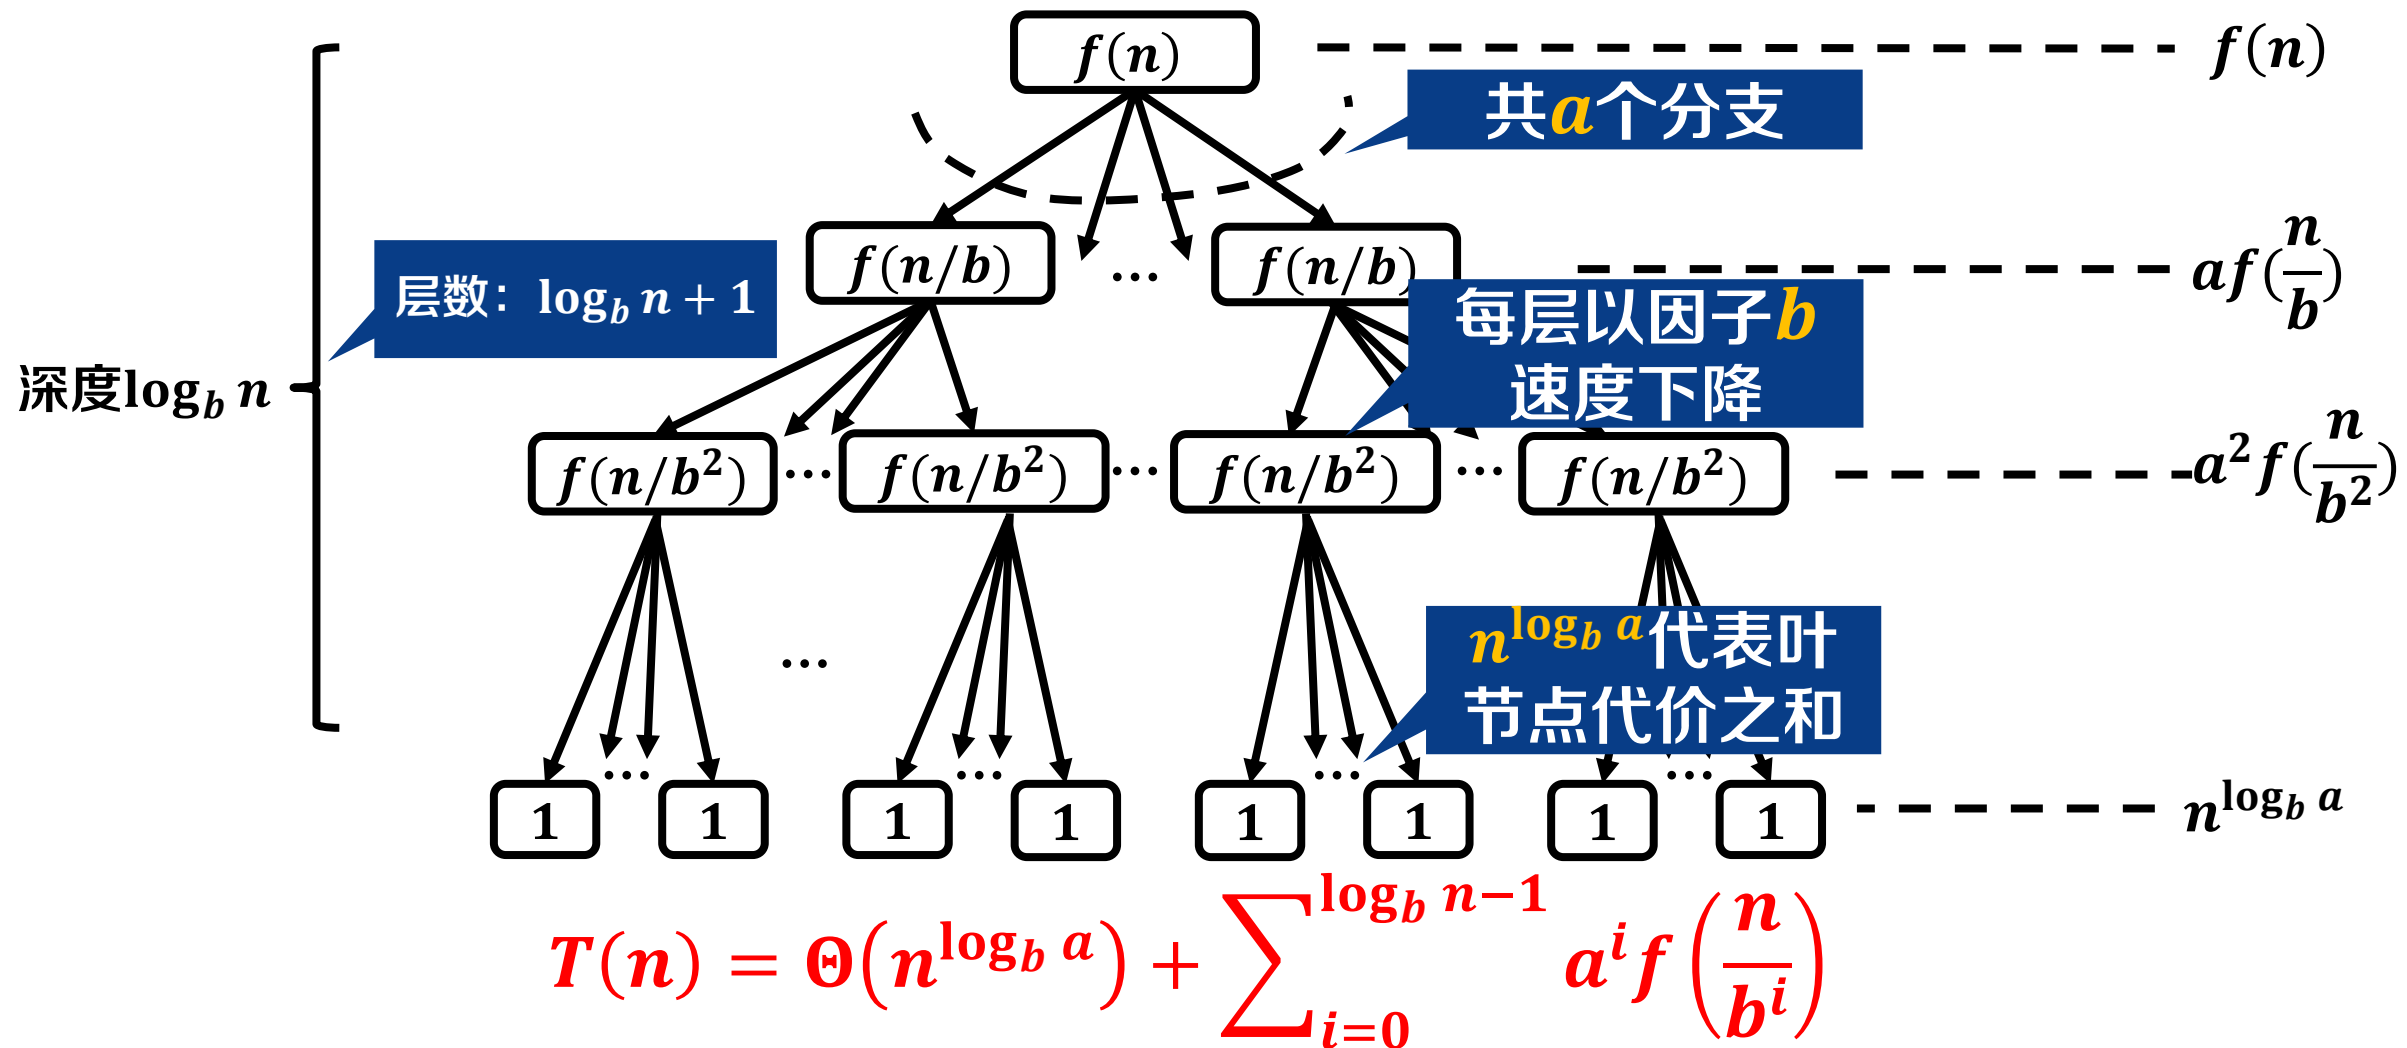 f(n)
f(n)
共a个分支
f(n/b) … f(n/b)
af(n/b)
层数：log_b n + 1
每层以因子b
速度下降
深度log_b n
f(n/b²) … f(n/b²) … f(n/b²) … f(n/b²)
a²f(n/b²)
n^{log_b a}代表叶
节点代价之和
…
… … … …
1 1 1 1 1 1 1 1
n^{log_b a}
T(n) = Θ(n^{log_b a}) + ∑_{i=0}^{log_b n−1} a^i f(n/b^i)